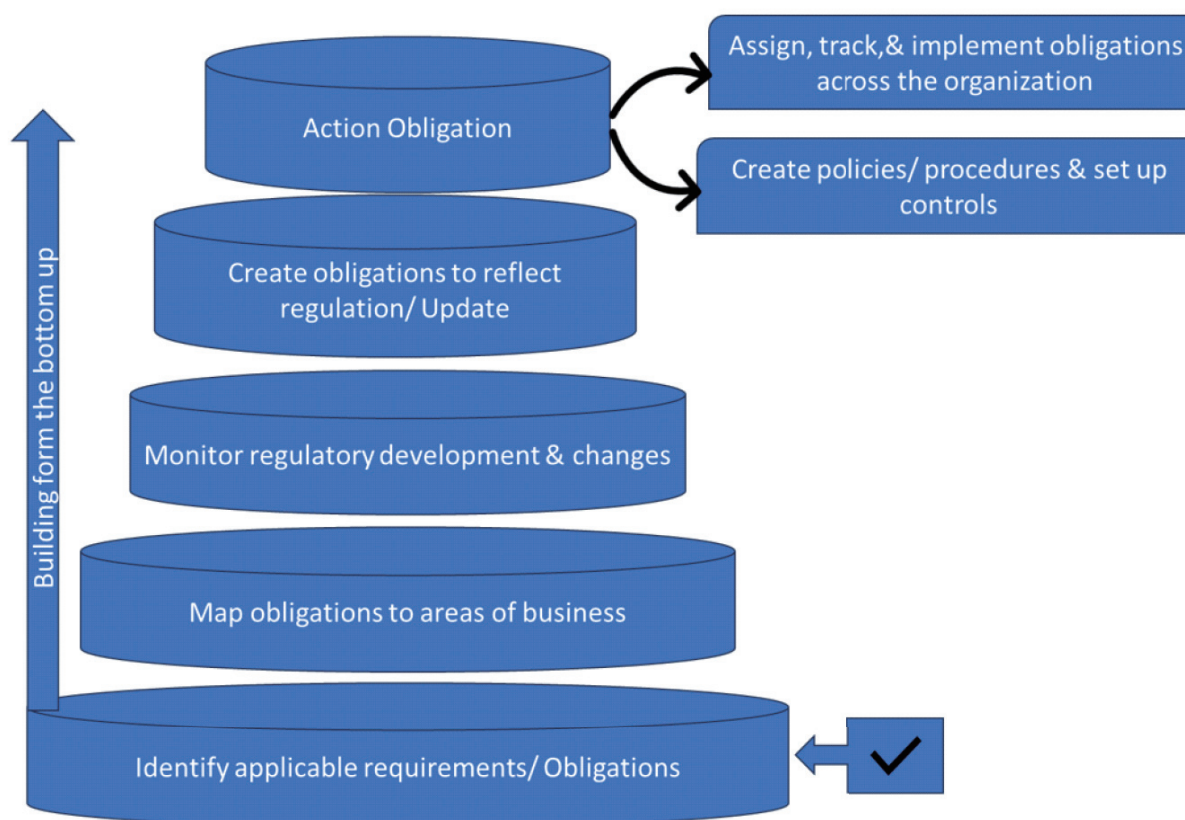 Assign, track,& implement obligations
across the organization
Action Obligation
Create policies/ procedures & set up
controls
Create obligations to reflect
regulation/ Update
Monitor regulatory development & changes
Map obligations to areas of business
Identify applicable requirements/ Obligations
Building form the bottom up